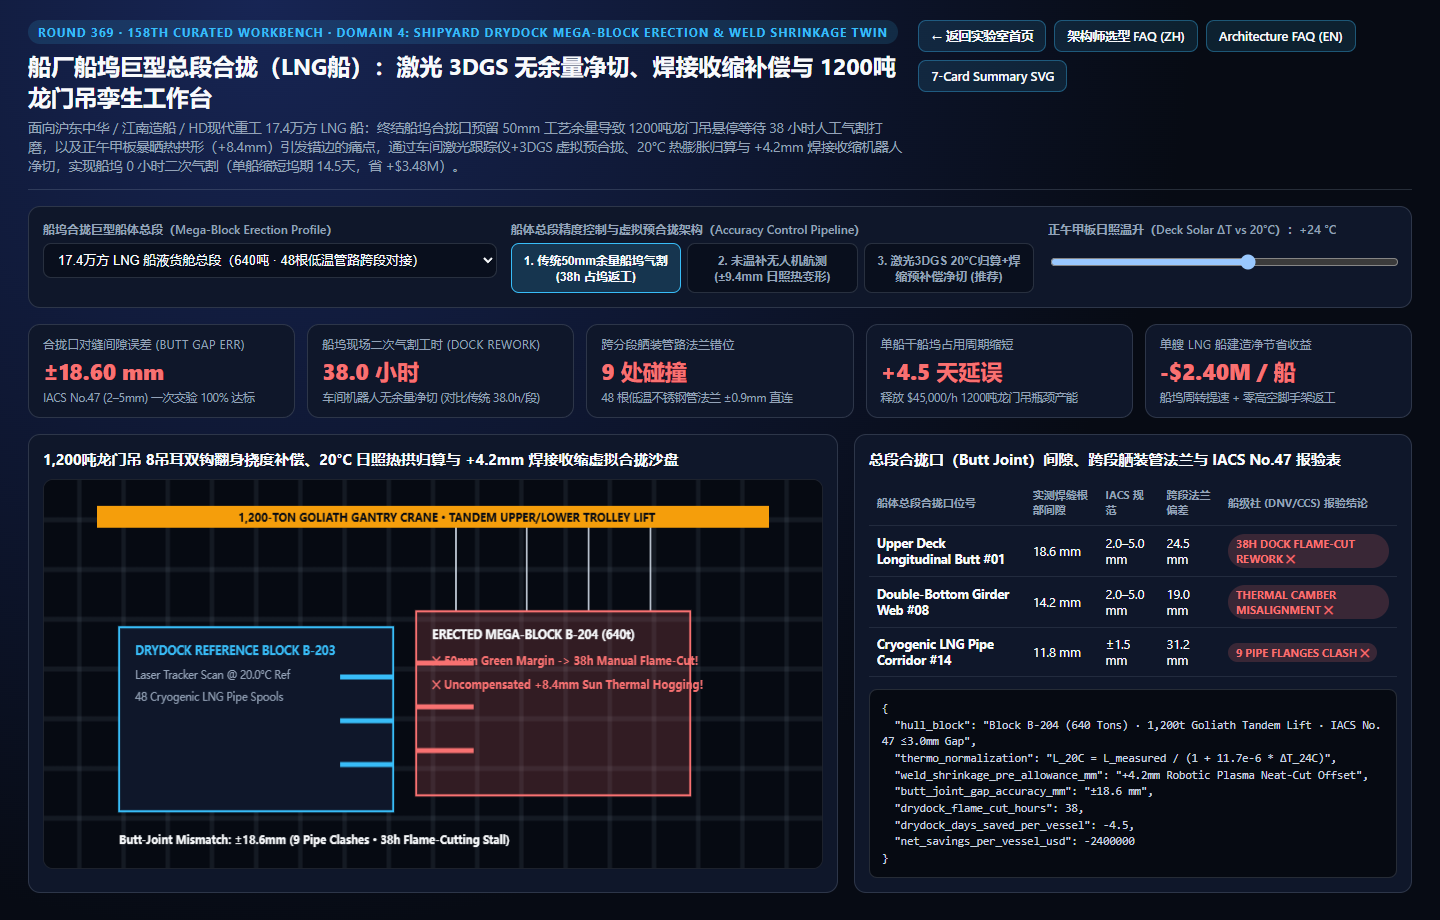 ROUND 369 · 158TH CURATED WORKBENCH · DOMAIN 4: SHIPYARD DRYDOCK MEGA-BLOCK ERECTION & WELD SHRINKAGE TWIN
← 返回实验室首页
架构师选型 FAQ (ZH)
Architecture FAQ (EN)
7-Card Summary SVG
船厂船坞巨型总段合拢（LNG船）：激光 3DGS 无余量净切、焊接收缩补偿与 1200吨
龙门吊孪生工作台
面向沪东中华 / 江南造船 / HD现代重工 17.4万方 LNG 船：终结船坞合拢口预留 50mm 工艺余量导致 1200吨龙门吊悬停等待 38 小时人工气割打
磨，以及正午甲板暴晒热拱形（+8.4mm）引发错边的痛点，通过车间激光跟踪仪+3DGS 虚拟预合拢、20°C 热膨胀归算与 +4.2mm 焊接收缩机器人
净切，实现船坞 0 小时二次气割（单船缩短坞期 14.5天，省 +$3.48M）。
船坞合拢巨型船体总段（Mega-Block Erection Profile）
17.4万方 LNG 船液货舱总段（640吨 · 48根低温管路跨段对接）
船体总段精度控制与虚拟预合拢架构（Accuracy Control Pipeline）
1. 传统50mm余量船坞气割
(38h 占坞返工)
2. 未温补无人机航测
(±9.4mm 日照热变形)
3. 激光3DGS 20°C归算+焊
缩预补偿净切 (推荐)
正午甲板日照温升（Deck Solar ΔT vs 20°C）：+24 °C
合拢口对缝间隙误差 (BUTT GAP ERR)
±18.60 mm
IACS No.47 (2–5mm) 一次交验 100% 达标
船坞现场二次气割工时 (DOCK REWORK)
38.0 小时
车间机器人无余量净切 (对比传统 38.0h/段)
跨分段舾装管路法兰错位
9 处碰撞
48 根低温不锈钢管法兰 ±0.9mm 直连
单船干船坞占用周期缩短
+4.5 天延误
释放 $45,000/h 1200吨龙门吊瓶颈产能
单艘 LNG 船建造净节省收益
-$2.40M / 船
船坞周转提速 + 零高空脚手架返工
1,200吨龙门吊 8吊耳双钩翻身挠度补偿、20°C 日照热拱归算与 +4.2mm 焊接收缩虚拟合拢沙盘
1,200-TON GOLIATH GANTRY CRANE • TANDEM UPPER/LOWER TROLLEY LIFT
DRYDOCK REFERENCE BLOCK B-203
Laser Tracker Scan @ 20.0°C Ref
48 Cryogenic LNG Pipe Spools
ERECTED MEGA-BLOCK B-204 (640t)
❌ 50mm Green Margin -> 38h Manual Flame-Cut!
❌ Uncompensated +8.4mm Sun Thermal Hogging!
Butt-Joint Mismatch: ±18.6mm (9 Pipe Clashes • 38h Flame-Cutting Stall)
总段合拢口（Butt Joint）间隙、跨段舾装管法兰与 IACS No.47 报验表
船体总段合拢口位号 实测焊缝根部间隙 IACS 规范 跨段法兰偏差 船级社 (DNV/CCS) 报验结论
Upper Deck Longitudinal Butt #01 18.6 mm 2.0–5.0 mm 24.5 mm 38H DOCK FLAME-CUT REWORK ❌
Double-Bottom Girder Web #08 14.2 mm 2.0–5.0 mm 19.0 mm THERMAL CAMBER MISALIGNMENT ❌
Cryogenic LNG Pipe Corridor #14 11.8 mm ±1.5 mm 31.2 mm 9 PIPE FLANGES CLASH ❌
{
"hull_block": "Block B-204 (640 Tons) · 1,200t Goliath Tandem Lift · IACS No.
47 ≤3.0mm Gap",
"thermo_normalization": "L_20C = L_measured / (1 + 11.7e-6 * ΔT_24C)",
"weld_shrinkage_pre_allowance_mm": "+4.2mm Robotic Plasma Neat-Cut Offset",
"butt_joint_gap_accuracy_mm": "±18.6 mm",
"drydock_flame_cut_hours": 38,
"drydock_days_saved_per_vessel": -4.5,
"net_savings_per_vessel_usd": -2400000
}